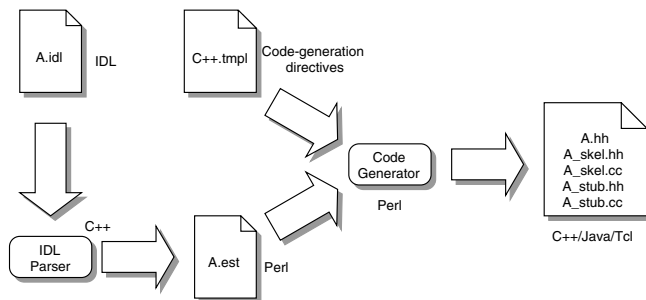 A.idl
IDL
C++.tmpl
Code-generation
directives
Code
Generator
Perl
A.hh
A_skel.hh
A_skel.cc
A_stub.hh
A_stub.cc
C++/Java/Tcl
IDL
Parser
C++
A.est
Perl